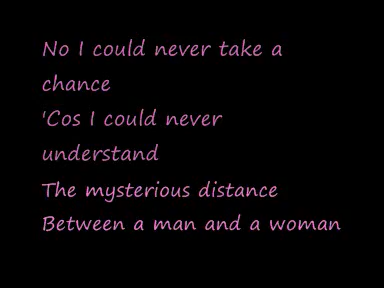 No I could never take a
chance
'Cos I could never
understand
The mysterious distance
Between a man and a woman